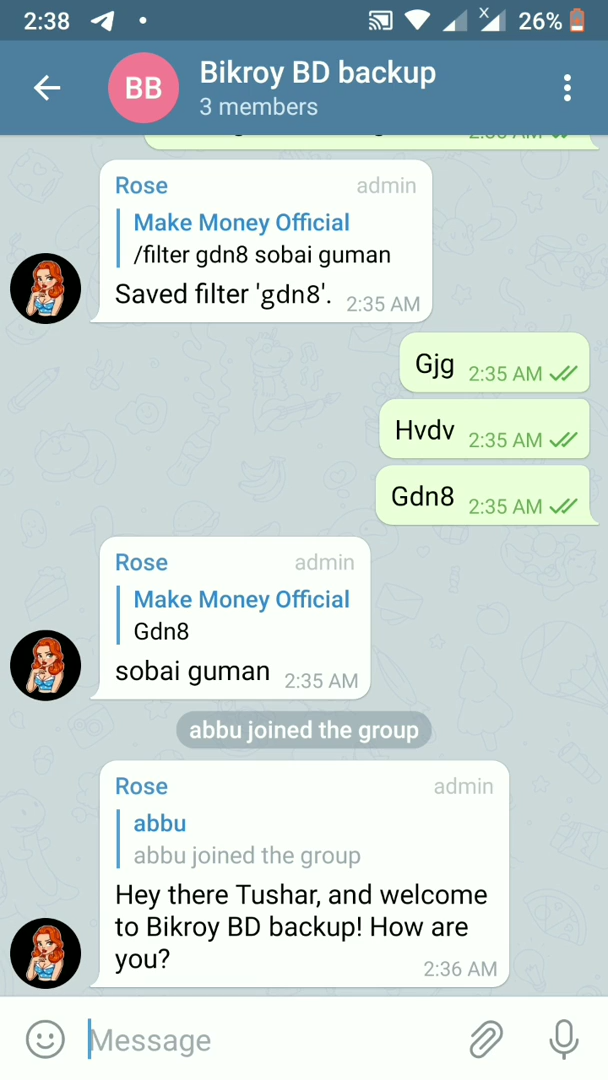 2:38
X
26%
BB
Bikroy BD backup
3 members
Rose admin
Make Money Official
/filter gdn8 sobai guman
Saved filter 'gdn8'. 2:35 AM
Gjg 2:35 AM
Hvdv 2:35 AM
Gdn8 2:35 AM
Rose admin
Make Money Official
Gdn8
sobai guman 2:35 AM
abbu joined the group
Rose admin
abbu
abbu joined the group
Hey there Tushar, and welcome
to Bikroy BD backup! How are
you? 2:36 AM
Message